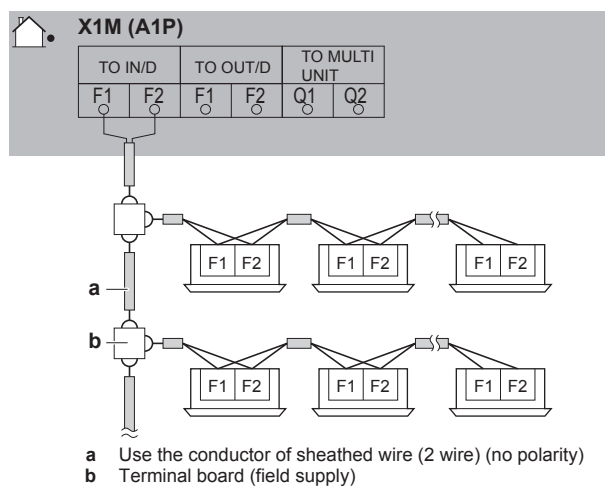 X1M (A1P)
TO IN/D TO OUT/D TO MULTI UNIT
F1 F2 F1 F2 Q1 Q2
F1 F2 F1 F2 F1 F2
a
b
F1 F2 F1 F2 F1 F2
a Use the conductor of sheathed wire (2 wire) (no polarity)
b Terminal board (field supply)